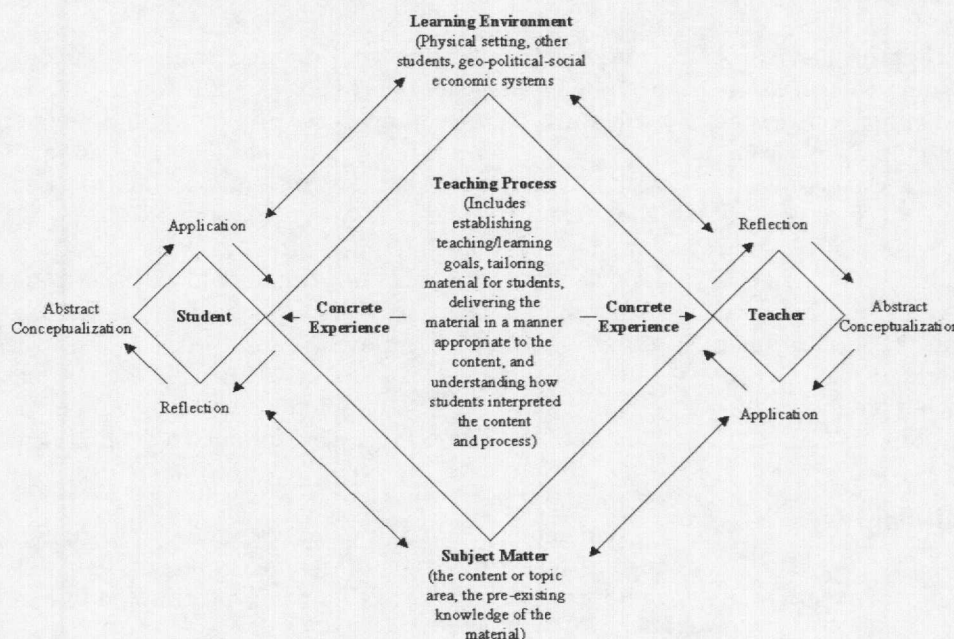 Learning Environment
(Physical setting, other
students, geo-political-social
economic systems
Teaching Process
(Includes
establishing
teaching/learning
goals, tailoring
material for students,
delivering the
material in a manner
appropriate to the
content, and
understanding how
students interpreted
the content
and process)
Application
Abstract
Conceptualization
Student
Reflection
Concrete
Experience
Concrete
Experience
Reflection
Teacher
Abstract
Conceptualization
Application
Subject Matter
(the content or topic
area, the pre-existing
knowledge of the
material)